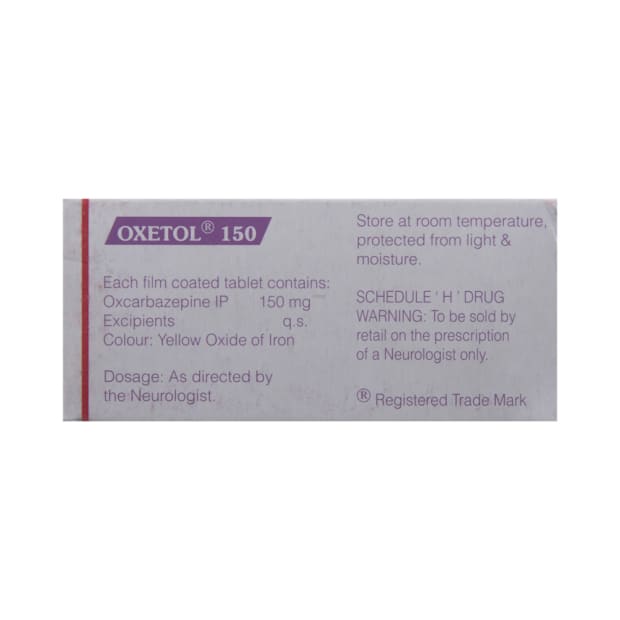 OXETOL® 150
Each film coated tablet contains:
Oxcarbazepine IP 150 mg
Excipients q.s.
Colour: Yellow Oxide of Iron
Dosage: As directed by
the Neurologist.
Store at room temperature,
protected from light &
moisture.
SCHEDULE ' H ' DRUG
WARNING: To be sold by
retail on the prescription
of a Neurologist only.
® Registered Trade Mark